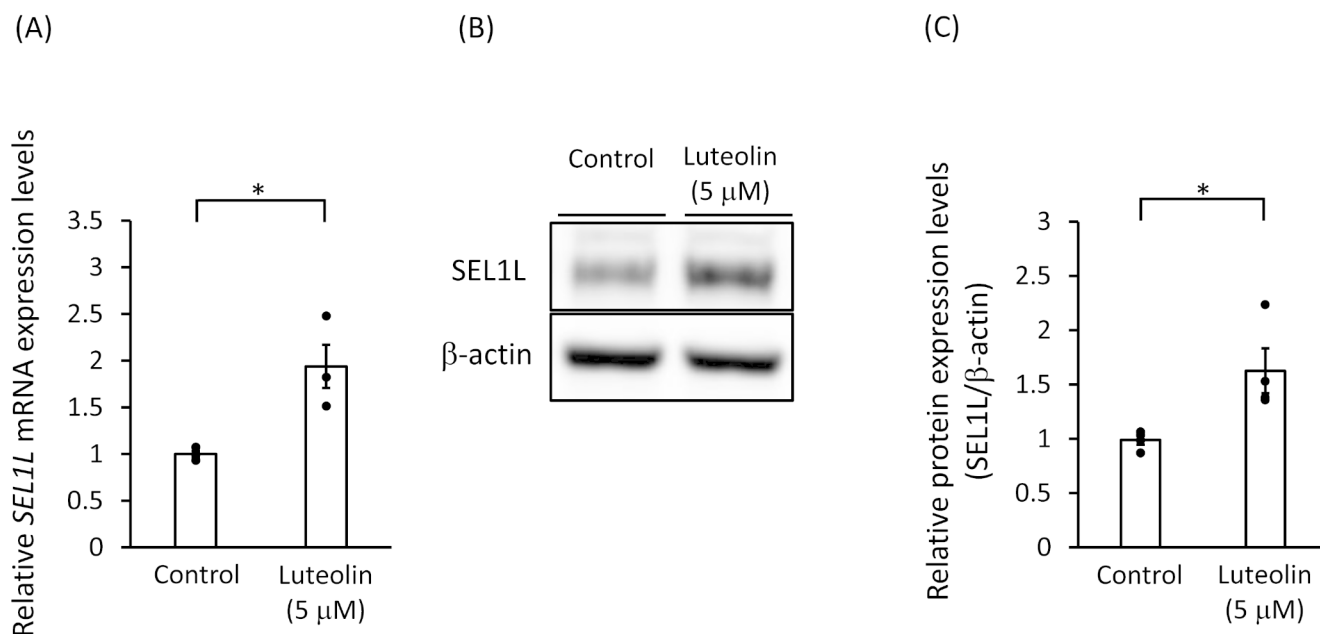 (A)
Relative SEL1L mRNA expression levels
*
3.5
3
2.5
2
1.5
1
0.5
0
Control
Luteolin
(5 μM)
(B)
Control
Luteolin
(5 μM)
SEL1L
β-actin
(C)
Relative protein expression levels
(SEL1L/β-actin)
*
3
2.5
2
1.5
1
0.5
0
Control
Luteolin
(5 μM)